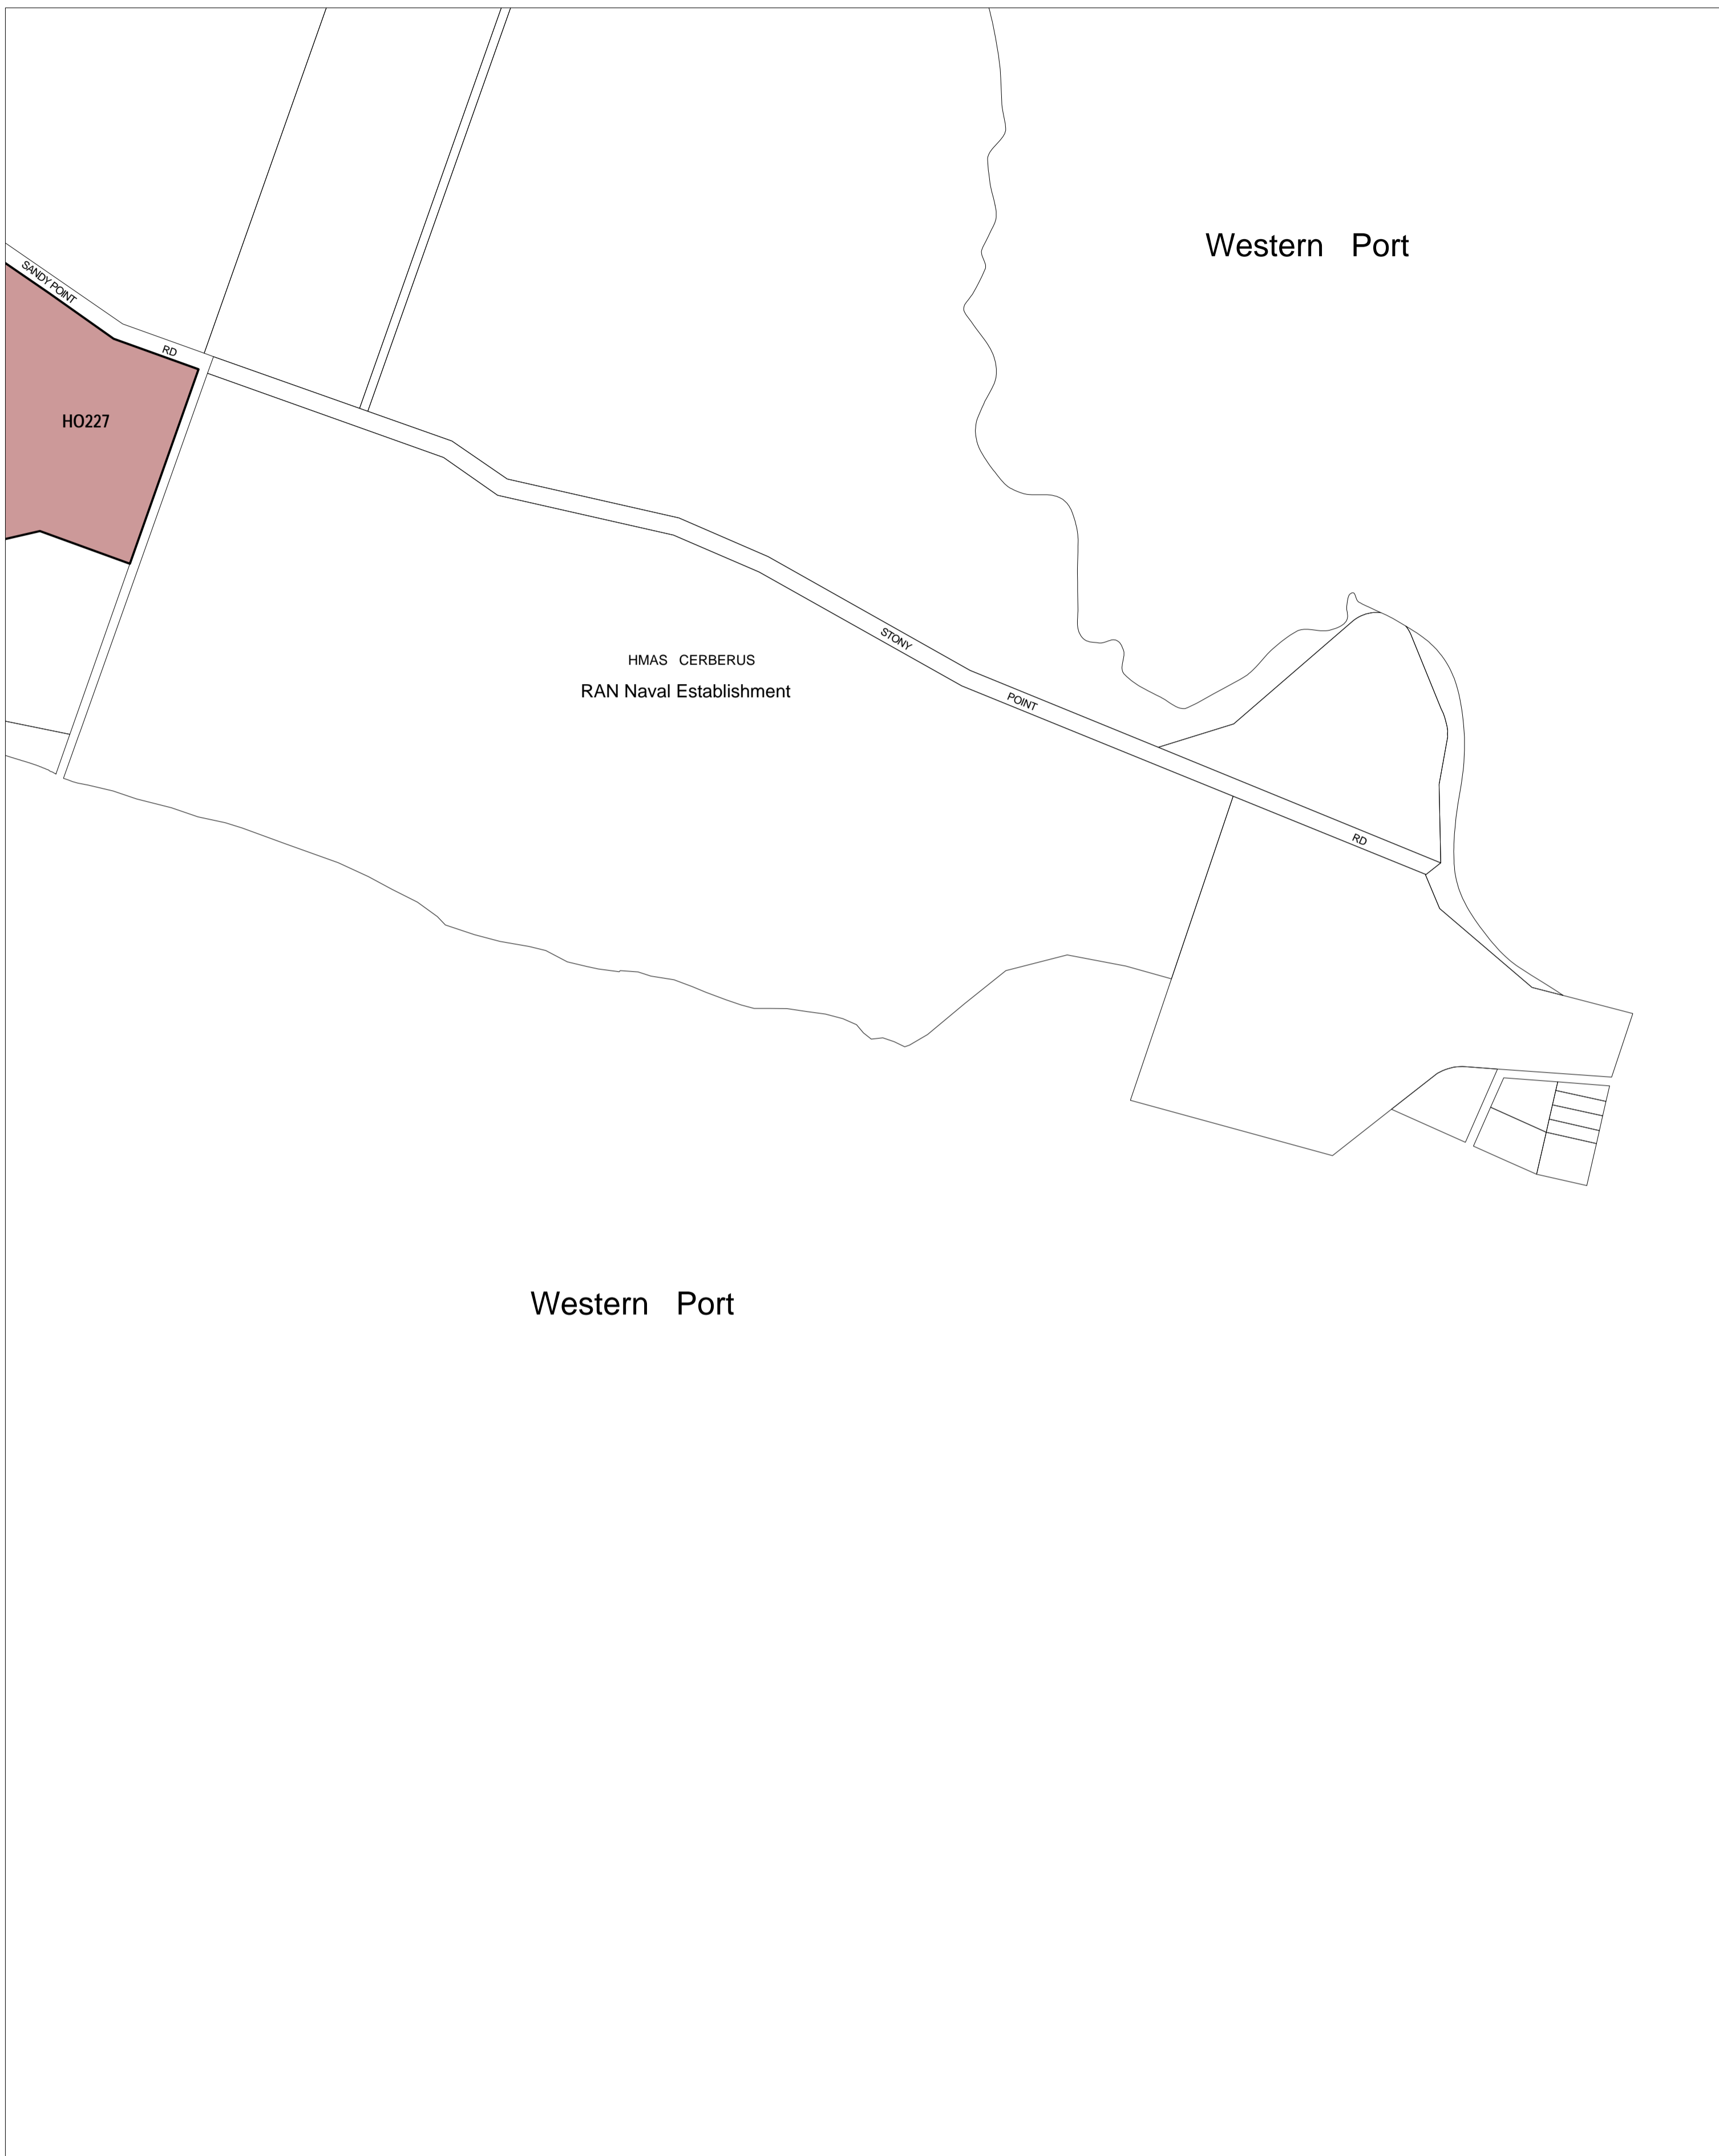 Western Port
SANDY POINT
RD
HO227
STONY
HMAS CERBERUS
RAN Naval Establishment
POINT
RD
Western Port